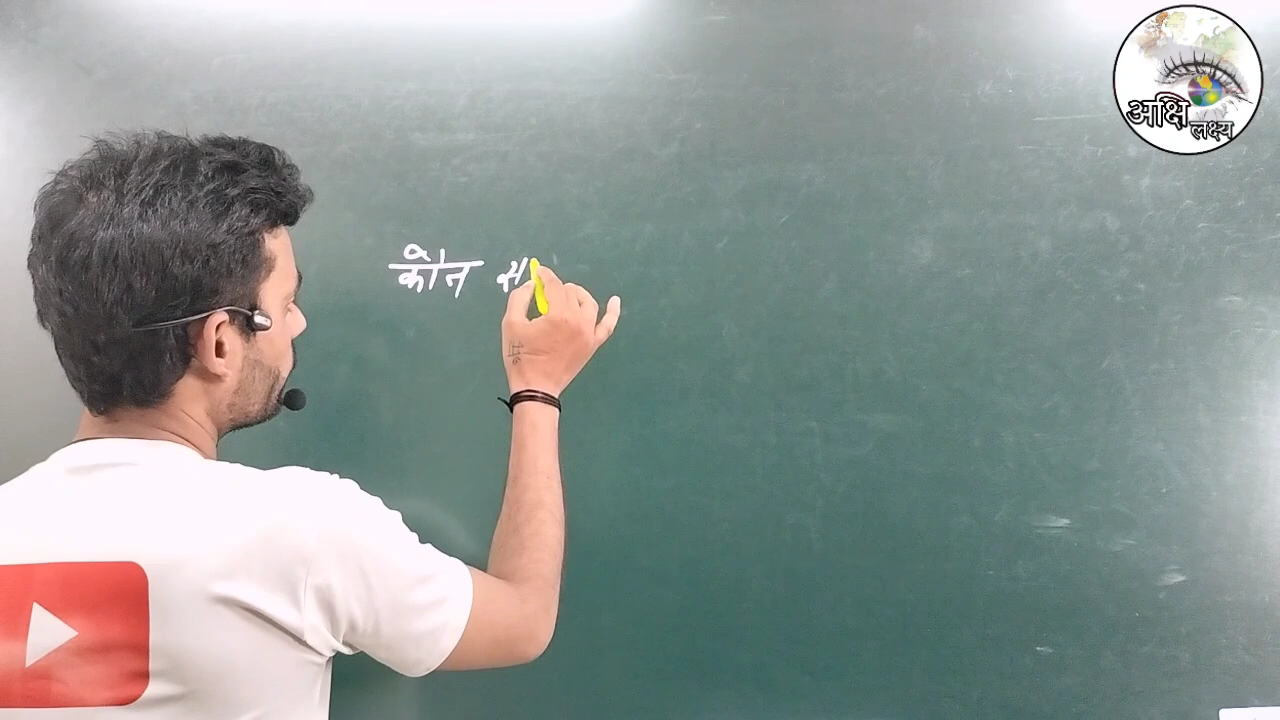 कौन स
अक्षि
लक्ष्य